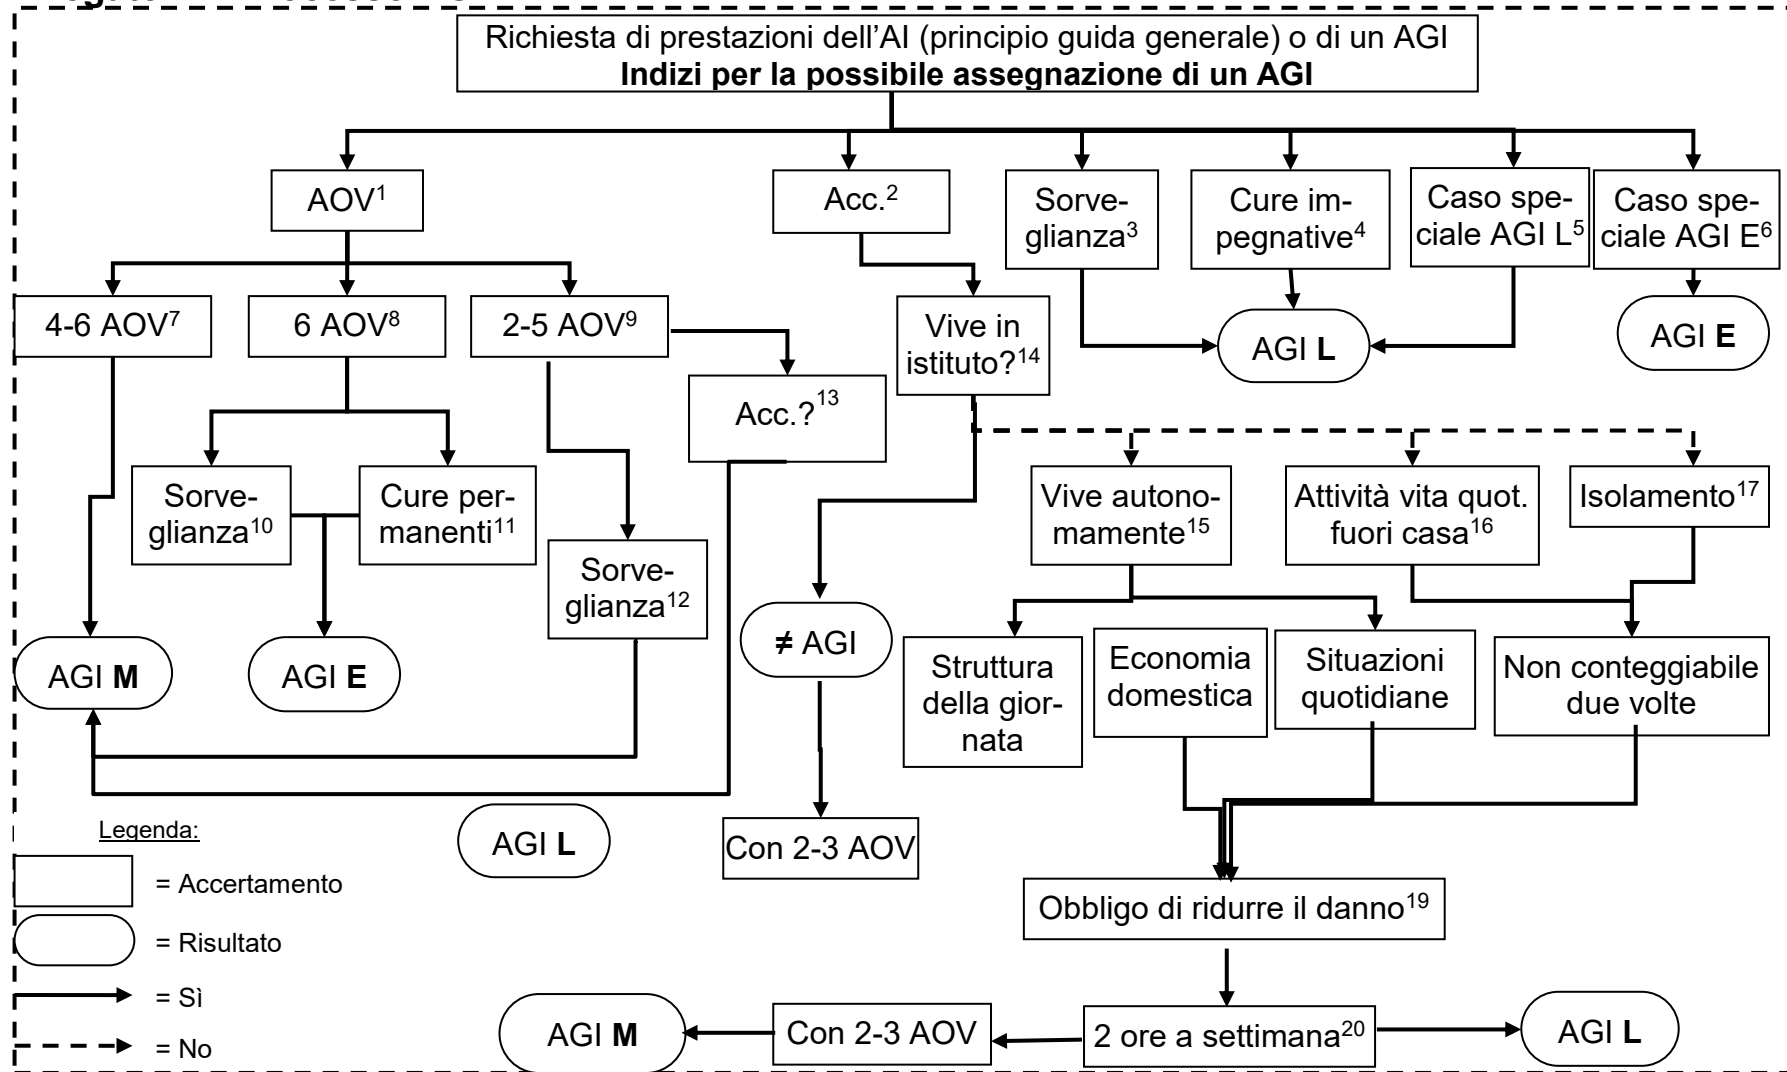 Richiesta di prestazioni dell'AI (principio guida generale) o di un AGI
Indizi per la possibile assegnazione di un AGI
AOV1
Acc.2
Sorve-
glianza3
Cure im-
pegnative4
Caso spe-
ciale AGI L5
Caso spe-
ciale AGI E6
4-6 AOV7
6 AOV8
2-5 AOV9
Vive in
istituto?14
AGI L
AGI E
Acc.?13
Sorve-
glianza10
Cure per-
manenti11
Sorve-
glianza12
Vive autono-
mamente15
Attività vita quot.
fuori casa16
Isolamento17
AGI M
AGI E
≠ AGI
Struttura
della gior-
nata
Economia
domestica
Situazioni
quotidiane
Non conteggiabile
due volte
AGI L
Con 2-3 AOV
Legenda:
= Accertamento
= Risultato
= Sì
= No
Obbligo di ridurre il danno19
AGI M
Con 2-3 AOV
2 ore a settimana20
AGI L